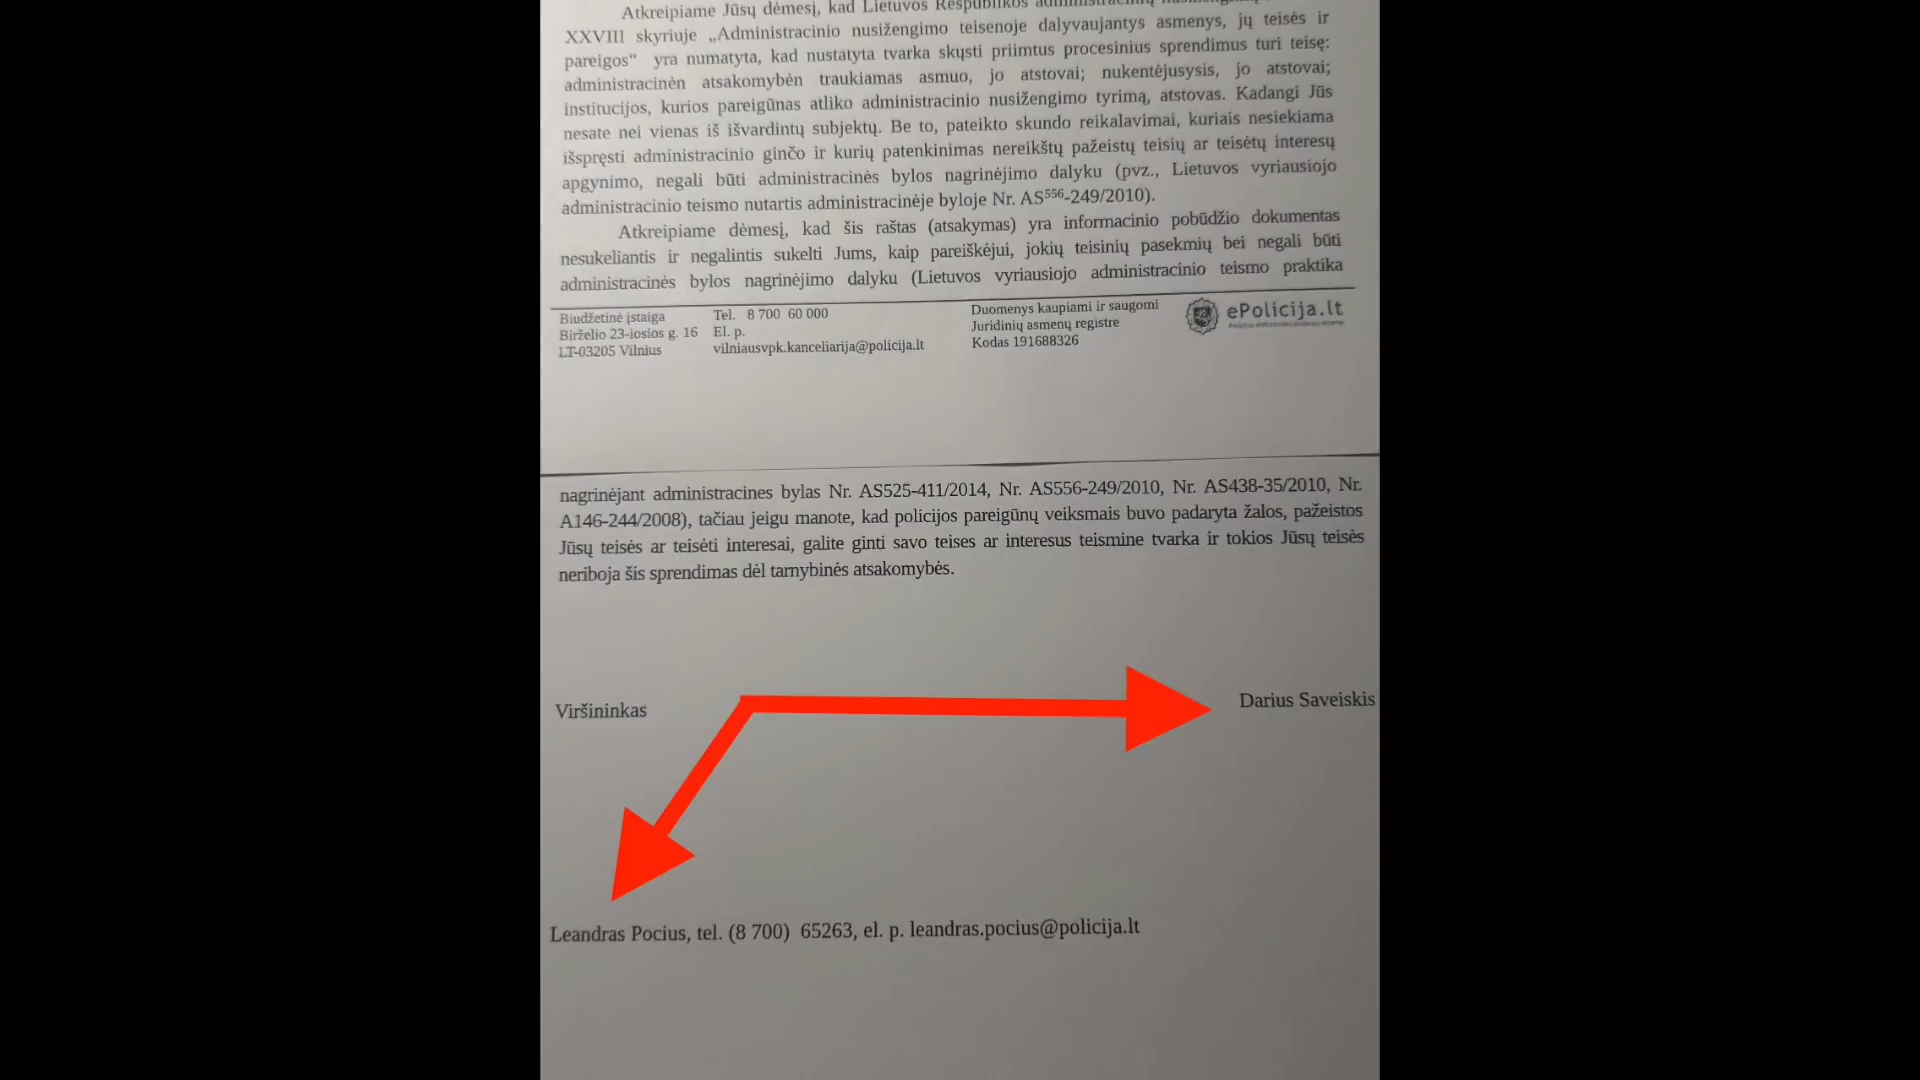 Atkreipiame Jūsų dėmesį, kad Lietuvos Respublikos
XXVIII skyriuje „Administracinio nusižengimo teisenoje dalyvaujantys asmenys, jų teisės ir
pareigos“ yra numatyta, kad nustatyta tvarka skųsti priimtus procesinius sprendimus turi teisę:
administracinėn atsakomybėn traukiamas asmuo, jo atstovai; nukentėjusysis, jo atstovai;
institucijos, kurios pareigūnas atliko administracinio nusižengimo tyrimą, atstovas. Kadangi Jūs
nesate nei vienas iš išvardintų subjektų. Be to, pateikto skundo reikalavimai, kuriais nesiekiama
išspręsti administracinio ginčo ir kurių patenkinimas nereikštų pažeistų teisių ar teisėtų interesų
apgynimo, negali būti administracinės bylos nagrinėjimo dalyku (pvz., Lietuvos vyriausiojo
administracinio teismo nutartis administracinėje byloje Nr. AS⁵⁵⁶-249/2010).
Atkreipiame dėmesį, kad šis raštas (atsakymas) yra informacinio pobūdžio dokumentas
nesukeliantis ir negalintis sukelti Jums, kaip pareiškėjui, jokių teisinių pasekmių bei negali būti
administracinės bylos nagrinėjimo dalyku (Lietuvos vyriausiojo administracinio teismo praktika
Biudžetinė įstaiga
Birželio 23-iosios g. 16
LT-03205 Vilnius
Tel. 8 700 60 000
El. p.
vilniausvpk.kanceliarija@policija.lt
Duomenys kaupiami ir saugomi
Juridinių asmenų registre
Kodas 191688326
ePolicija.lt
nagrinėjant administracines bylas Nr. AS525-411/2014, Nr. AS556-249/2010, Nr. AS438-35/2010, Nr.
A146-244/2008), tačiau jeigu manote, kad policijos pareigūnų veiksmais buvo padaryta žalos, pažeistos
Jūsų teisės ar teisėti interesai, galite ginti savo teises ar interesus teismine tvarka ir tokios Jūsų teisės
neriboja šis sprendimas dėl tarnybinės atsakomybės.
Viršininkas
Darius Saveiskis
Leandras Pocius, tel. (8 700) 65263, el. p. leandras.pocius@policija.lt